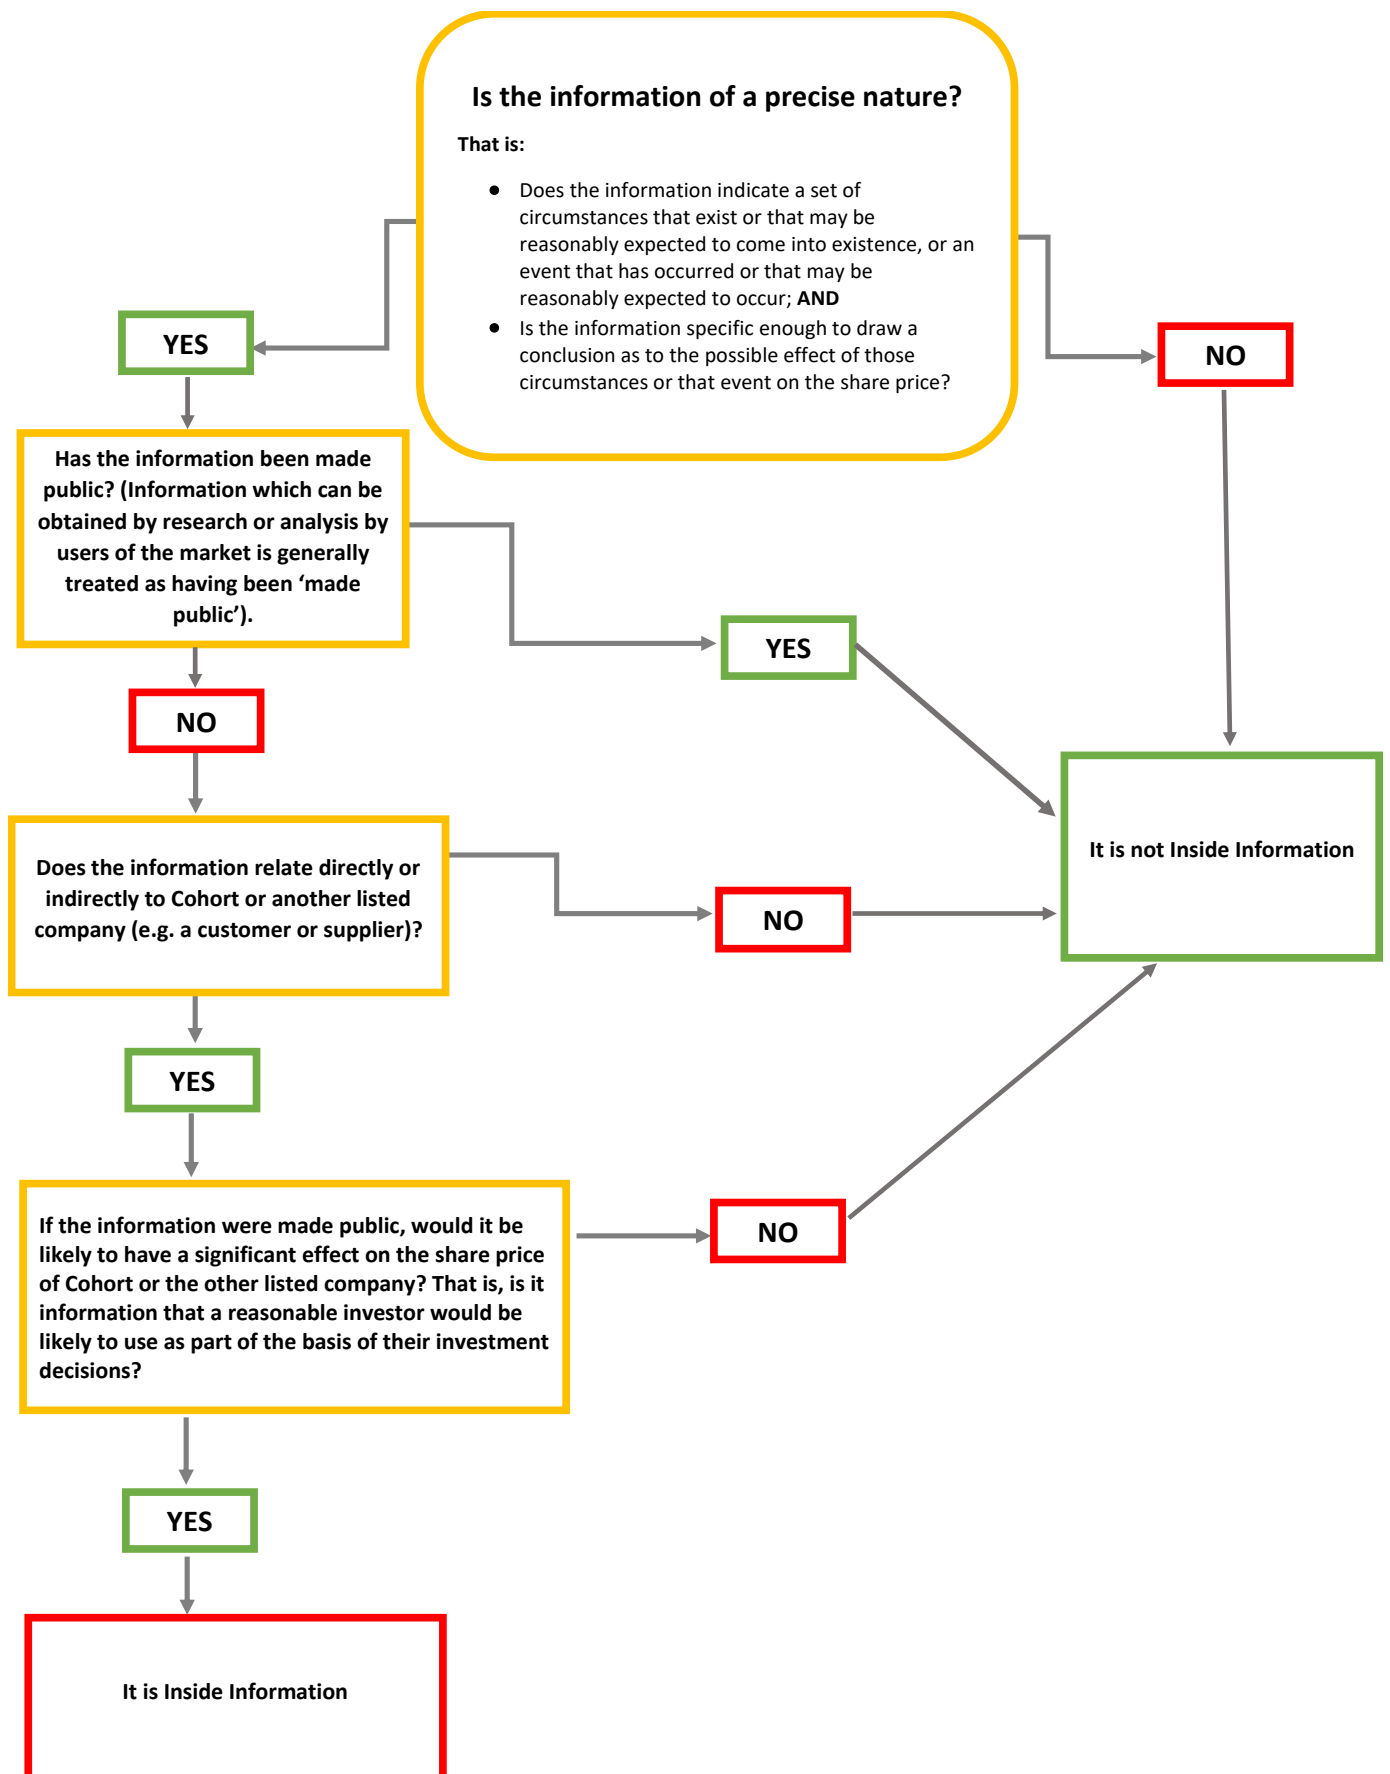 Is the information of a precise nature?
That is:
● Does the information indicate a set of
circumstances that exist or that may be
reasonably expected to come into existence, or an
event that has occurred or that may be
reasonably expected to occur; AND
● Is the information specific enough to draw a
conclusion as to the possible effect of those
circumstances or that event on the share price?
YES
NO
Has the information been made
public? (Information which can be
obtained by research or analysis by
users of the market is generally
treated as having been ‘made
public’).
YES
NO
It is not Inside Information
Does the information relate directly or
indirectly to Cohort or another listed
company (e.g. a customer or supplier)?
NO
YES
If the information were made public, would it be
likely to have a significant effect on the share price
of Cohort or the other listed company? That is, is it
information that a reasonable investor would be
likely to use as part of the basis of their investment
decisions?
NO
YES
It is Inside Information